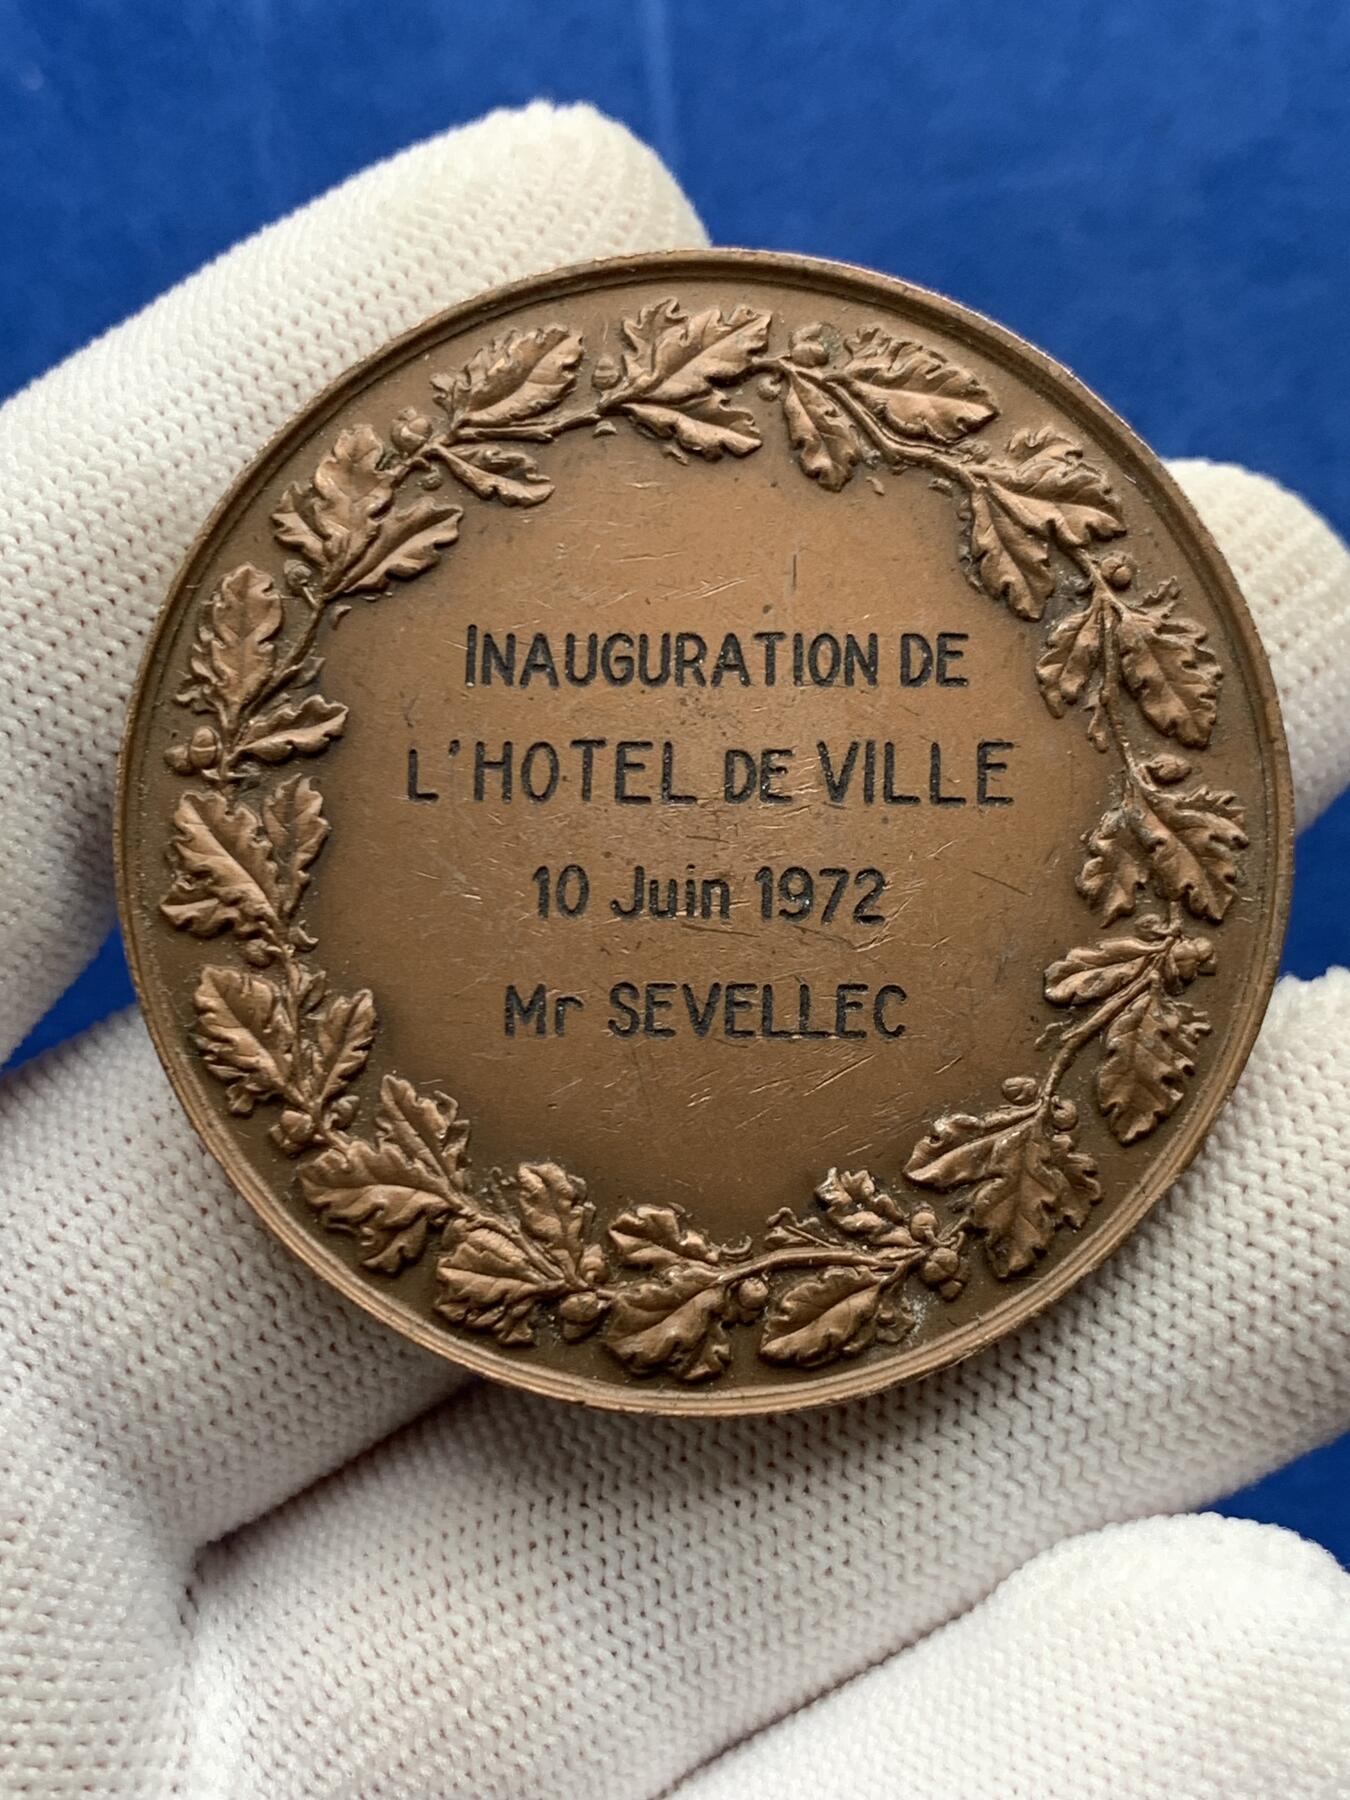 INAUGURATION DE
L'HOTEL DE VILLE
10 Juin 1972
Mr SEVELLEC